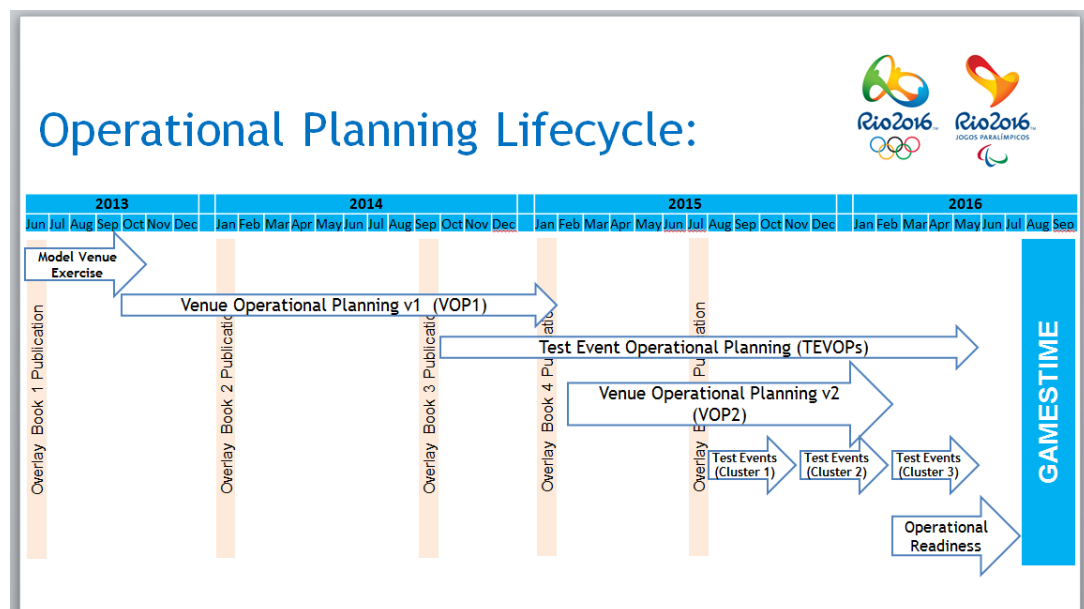 Operational Planning Lifecycle:
Rio2016
Rio2016
JOGOS PARALÍMPICOS
2013 2014 2015 2016
Jun Jul Aug Sep Oct Nov Dec Jan Feb Mar Apr May Jun Jul Aug Sep Oct Nov Dec Jan Feb Mar Apr May Jun Jul Aug Sep Oct Nov Dec Jan Feb Mar Apr May Jun Jul Aug Sep
Model Venue
Exercise
Venue Operational Planning v1 (VOP1)
Test Event Operational Planning (TEVOPs)
Venue Operational Planning v2
(VOP2)
Test Events
(Cluster 1)
Test Events
(Cluster 2)
Test Events
(Cluster 3)
Operational
Readiness
Overlay Book 1 Publication
Overlay Book 2 Publicatio
Overlay Book 3 Publicatio
Overlay Book 4 Pu atio
Overlay B Pu ation
GAMESTIME